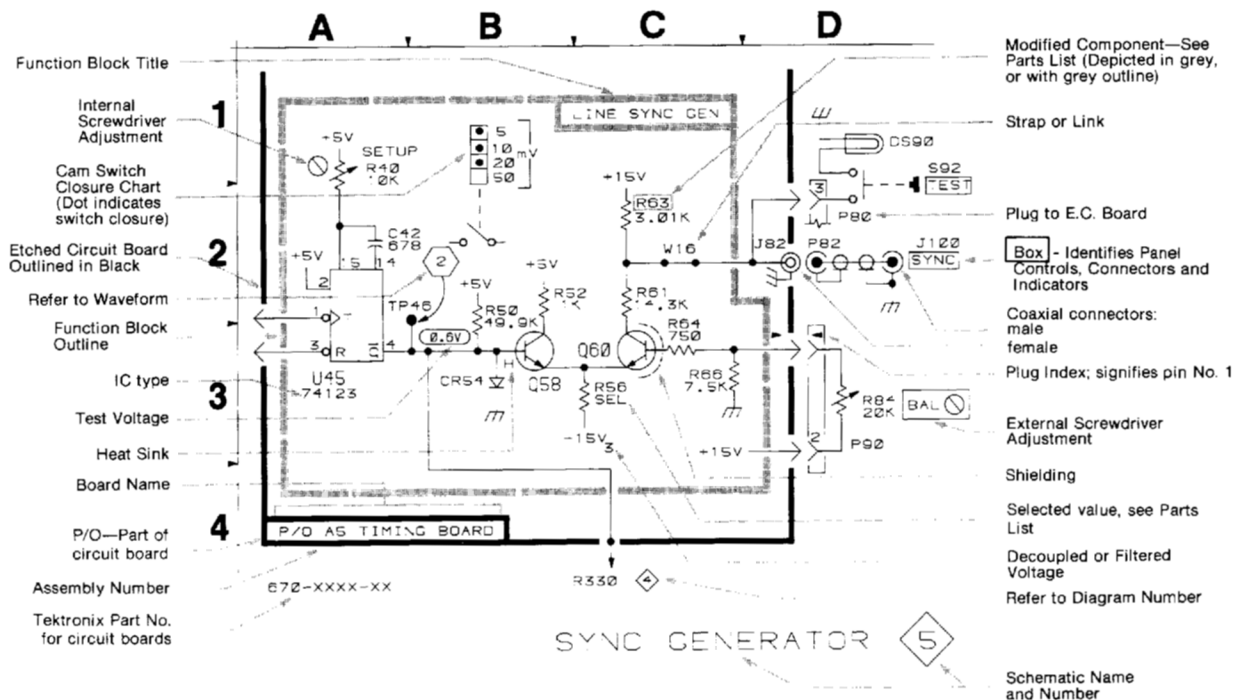 A B C D
Function Block Title
Internal
Screwdriver
Adjustment
Cam Switch
Closure Chart
(Dot indicates
switch closure)
Etched Circuit Board
Outlined in Black
Refer to Waveform
Function Block
Outline
IC type
Test Voltage
Heat Sink
Board Name
P/O—Part of
circuit board
Assembly Number
Tektronix Part No.
for circuit boards
1
2
3
4
LINE SYNC GEN
+5V
SETUP
R40
10K
5
10
20
50
mV
C42
678
+5V
2
15
14
1
T
3
R
Q
4
U45
74123
2
TP46
0.6V
+5V
R50
49.9K
+5V
R52
1K
CR54
H
Q58
Q60
+15V
R63
3.01K
W16
R61
R64
750
R66
7.5K
R56
SEL
-15V
3
+15V
DS90
S92
TEST
3
P80
J82
P82
J100
SYNC
R84
20K
BAL
2
P90
P/O A5 TIMING BOARD
670-XXXX-XX
R330
4
SYNC GENERATOR
5
Modified Component—See
Parts List (Depicted in grey,
or with grey outline)
Strap or Link
Plug to E.C. Board
Box - Identifies Panel
Controls, Connectors and
Indicators
Coaxial connectors:
male
female
Plug Index; signifies pin No. 1
External Screwdriver
Adjustment
Shielding
Selected value, see Parts
List
Decoupled or Filtered
Voltage
Refer to Diagram Number
Schematic Name
and Number